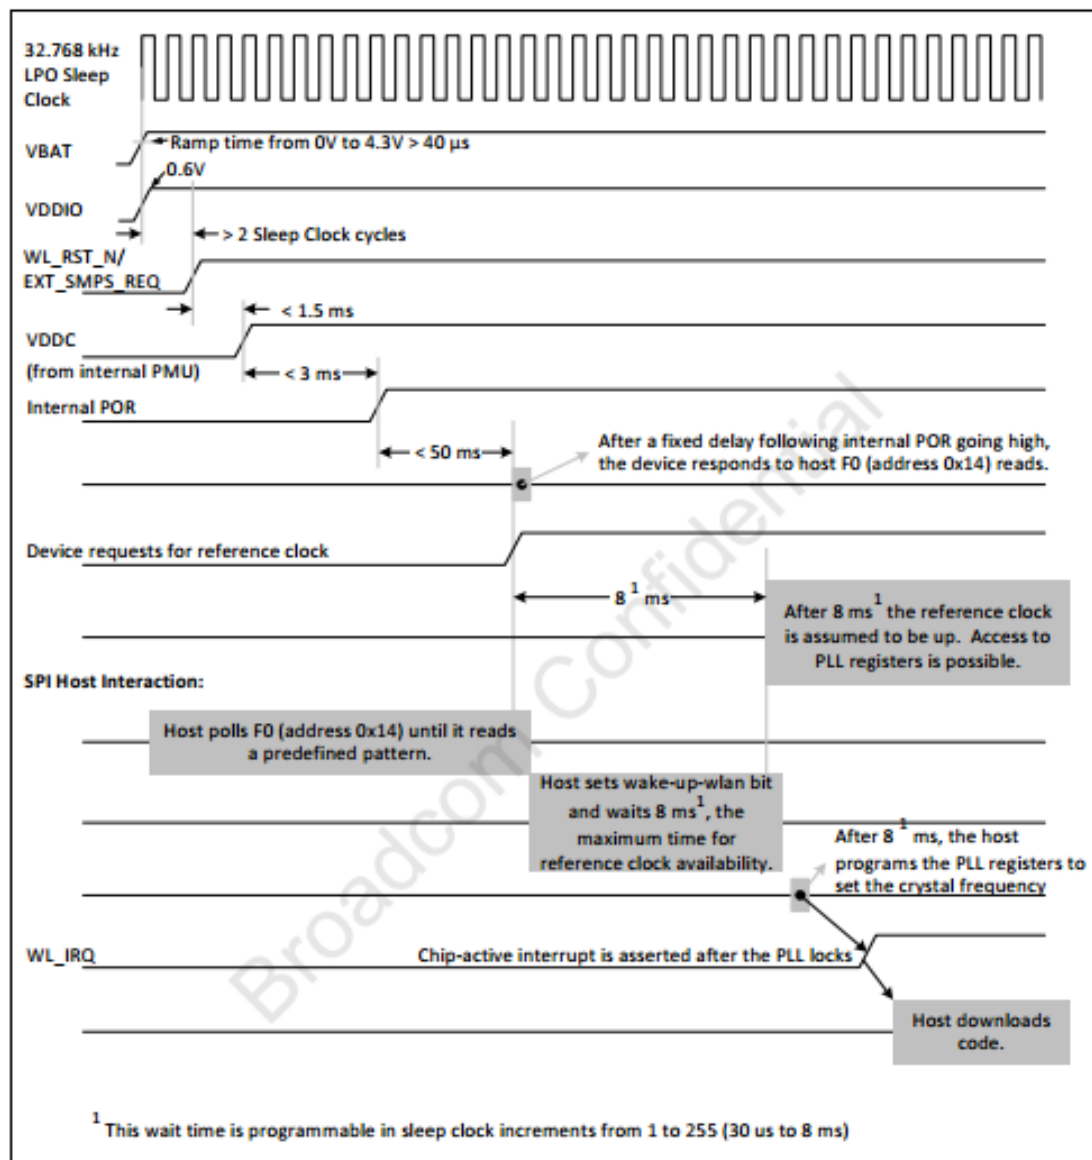 32.768 kHz
LPO Sleep
Clock
VBAT
Ramp time from 0V to 4.3V > 40 µs
0.6V
VDDIO
> 2 Sleep Clock cycles
WL_RST_N/
EXT_SMPS_REQ
< 1.5 ms
VDDC
(from internal PMU)
< 3 ms
Internal POR
< 50 ms
After a fixed delay following internal POR going high,
the device responds to host F0 (address 0x14) reads.
Device requests for reference clock
8 1 ms
After 8 ms1 the reference clock
is assumed to be up. Access to
PLL registers is possible.
SPI Host Interaction:
Host polls F0 (address 0x14) until it reads
a predefined pattern.
Host sets wake-up-wlan bit
and waits 8 ms1, the
maximum time for
reference clock availability.
After 8 1 ms, the host
programs the PLL registers to
set the crystal frequency
WL_IRQ
Chip-active interrupt is asserted after the PLL locks
Host downloads
code.
1 This wait time is programmable in sleep clock increments from 1 to 255 (30 us to 8 ms)
Broadcom Confidential